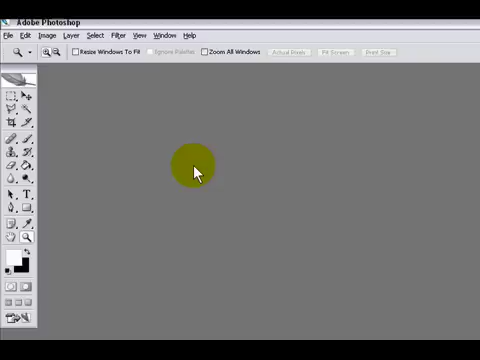 Adobe Photoshop
File Edit Image Layer Select Filter View Window Help
Resize Windows To Fit Ignore Palettes Zoom All Windows Actual Pixels Fit Screen Print Size
T